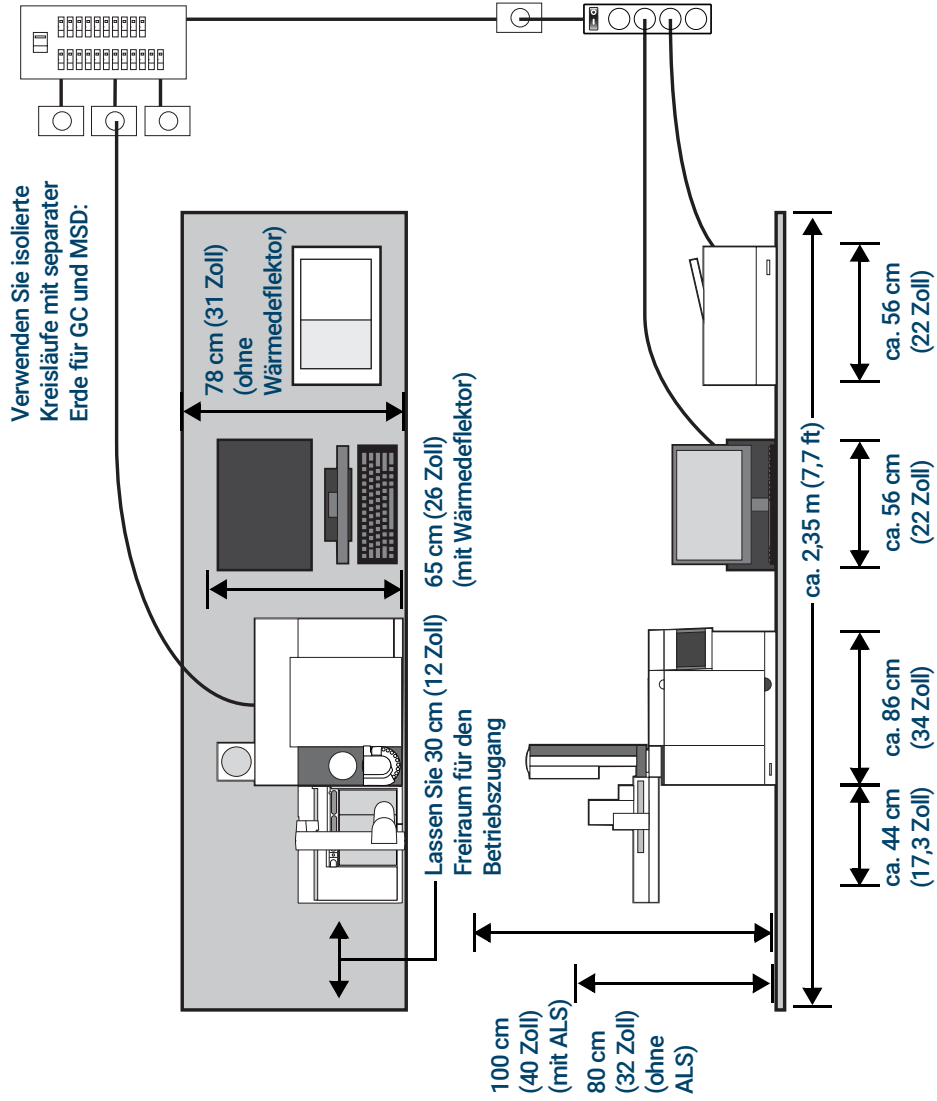 Verwenden Sie isolierte
Kreisläufe mit separater
Erde für GC und MSD:
78 cm (31 Zoll)
(ohne
Wärmedeflektor)
65 cm (26 Zoll)
(mit Wärmedeflektor)
Lassen Sie 30 cm (12 Zoll)
Freiraum für den
Betriebszugang
100 cm
(40 Zoll)
(mit ALS)
80 cm
(32 Zoll)
(ohne
ALS)
ca. 2,35 m (7,7 ft)
ca. 44 cm
(17,3 Zoll)
ca. 86 cm
(34 Zoll)
ca. 56 cm
(22 Zoll)
ca. 56 cm
(22 Zoll)